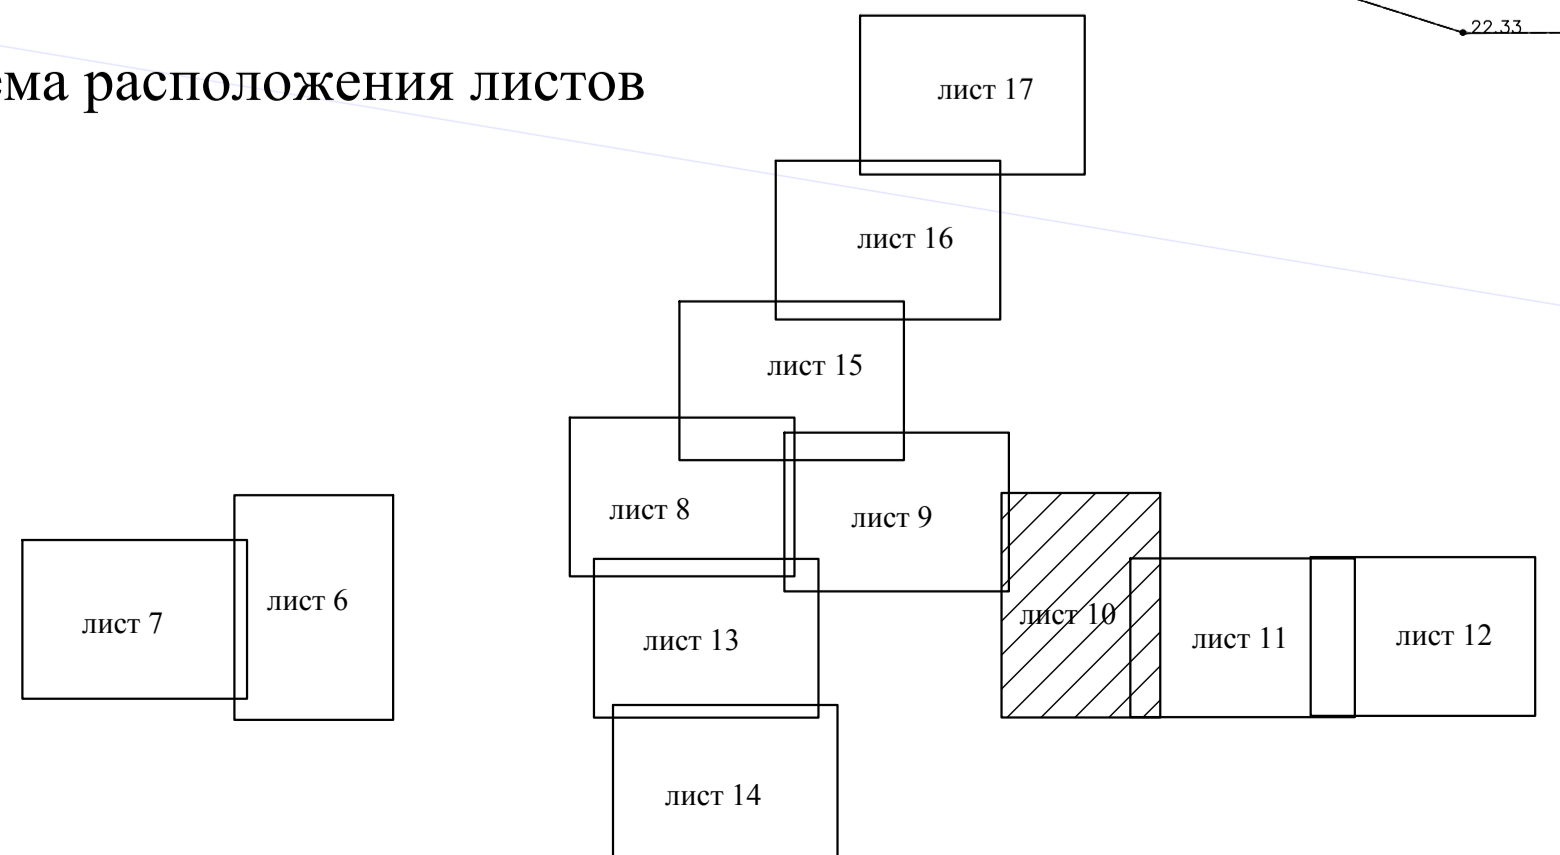 22.33
ема расположения листов
лист 17
лист 16
лист 15
лист 8
лист 9
лист 6
лист 7
лист 10
лист 13
лист 11
лист 12
лист 14